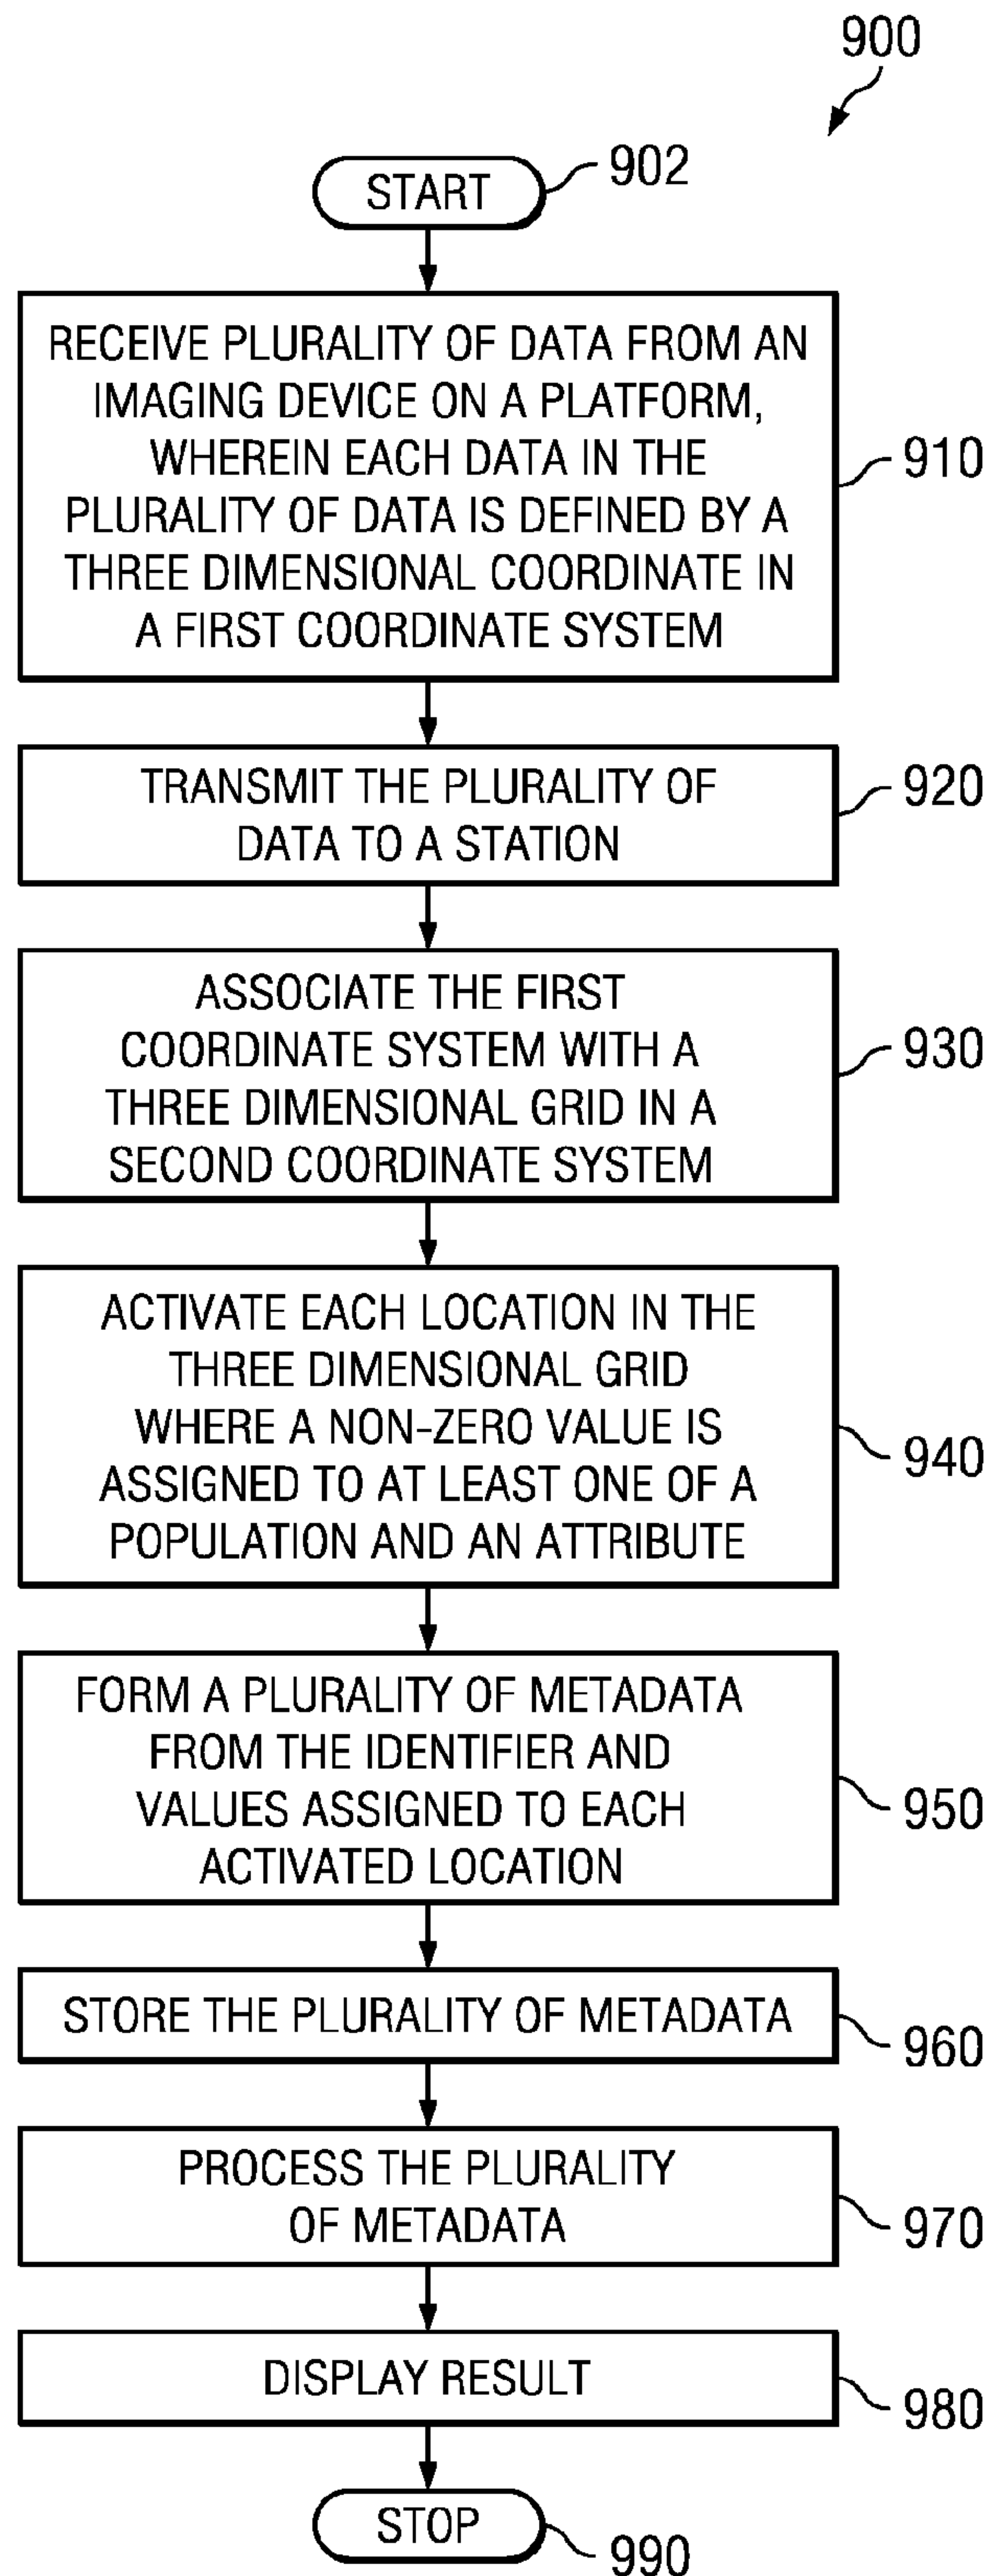 900
START
902
RECEIVE PLURALITY OF DATA FROM AN
IMAGING DEVICE ON A PLATFORM,
WHEREIN EACH DATA IN THE
PLURALITY OF DATA IS DEFINED BY A
THREE DIMENSIONAL COORDINATE IN
A FIRST COORDINATE SYSTEM
910
TRANSMIT THE PLURALITY OF
DATA TO A STATION
920
ASSOCIATE THE FIRST
COORDINATE SYSTEM WITH A
THREE DIMENSIONAL GRID IN A
SECOND COORDINATE SYSTEM
930
ACTIVATE EACH LOCATION IN THE
THREE DIMENSIONAL GRID
WHERE A NON-ZERO VALUE IS
ASSIGNED TO AT LEAST ONE OF A
POPULATION AND AN ATTRIBUTE
940
FORM A PLURALITY OF METADATA
FROM THE IDENTIFIER AND
VALUES ASSIGNED TO EACH
ACTIVATED LOCATION
950
STORE THE PLURALITY OF METADATA
960
PROCESS THE PLURALITY
OF METADATA
970
DISPLAY RESULT
980
STOP
990